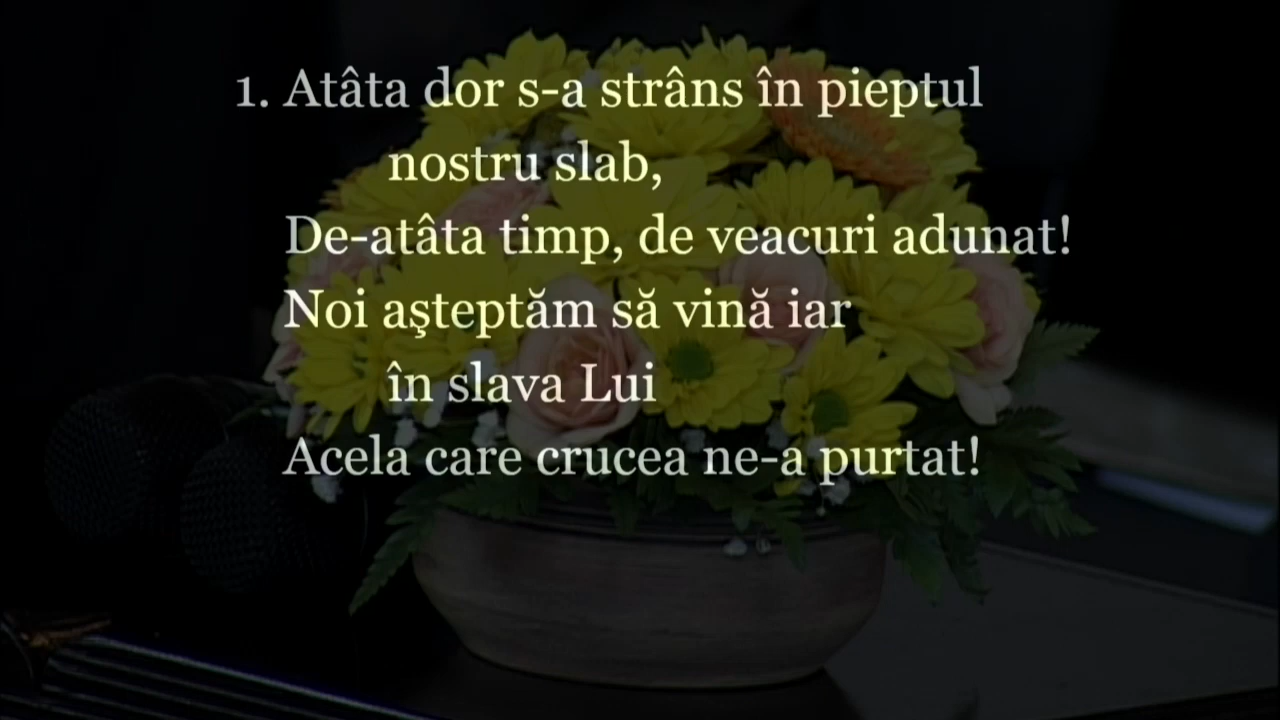 1. Atâta dor s-a strâns în pieptul
nostru slab,
De-atâta timp, de veacuri adunat!
Noi aşteptăm să vină iar
în slava Lui
Acela care crucea ne-a purtat!